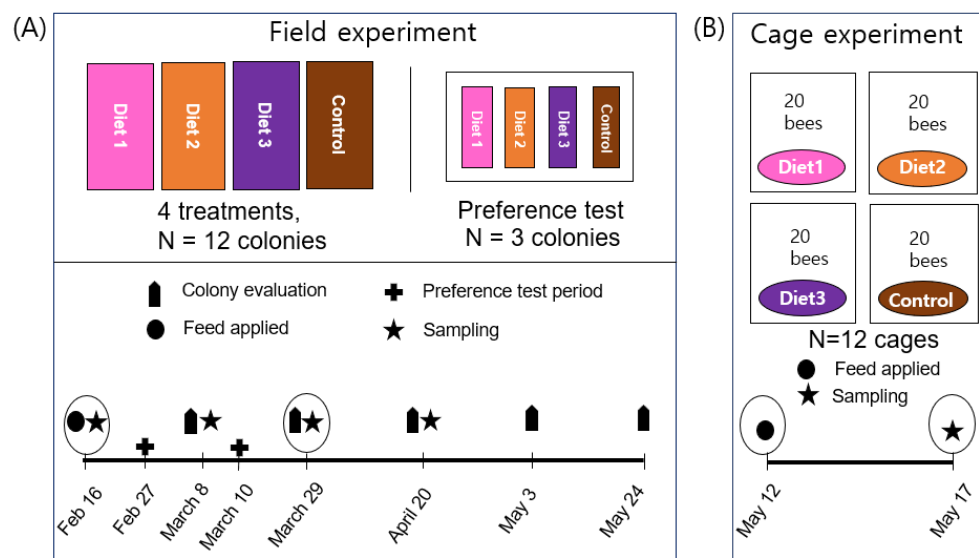 (A)
Field experiment
Diet 1
Diet 2
Diet 3
Control
4 treatments,
N = 12 colonies
Diet 1
Diet 2
Diet 3
Control
Preference test
N = 3 colonies
Colony evaluation
Preference test period
Feed applied
Sampling
Feb 16
Feb 27
March 8
March 10
March 29
April 20
May 3
May 24
(B)
Cage experiment
20
bees
Diet1
20
bees
Diet2
20
bees
Diet3
20
bees
Control
N=12 cages
Feed applied
Sampling
May 12
May 17